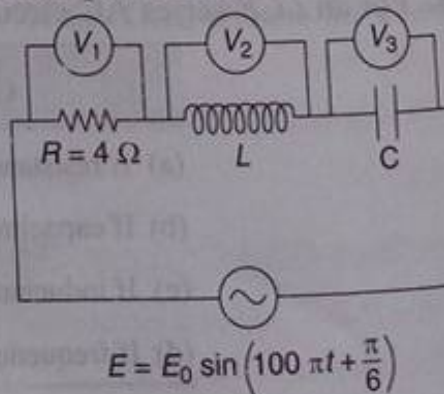 V₁ V₂ V₃
R = 4 Ω L C
E = E₀ sin(100 πt + π/6)